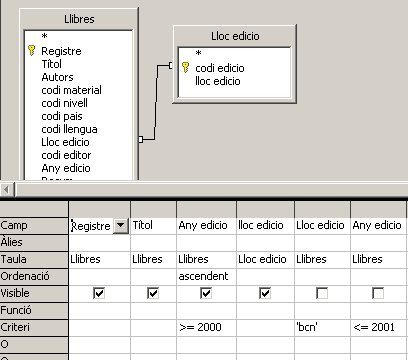 Llibres
*
Registre
Títol
Autors
codi material
codi nivell
codi pais
codi llengua
Lloc edicio
codi editor
Any edicio
Lloc edicio
*
codi edicio
lloc edicio
Camp Registre Títol Any edicio lloc edicio Lloc edicio Any edicio
Àlies
Taula Llibres Llibres Llibres Lloc edicio Llibres Llibres
Ordenació ascendent
Visible
Funció
Criteri >= 2000 'bcn' <= 2001
O